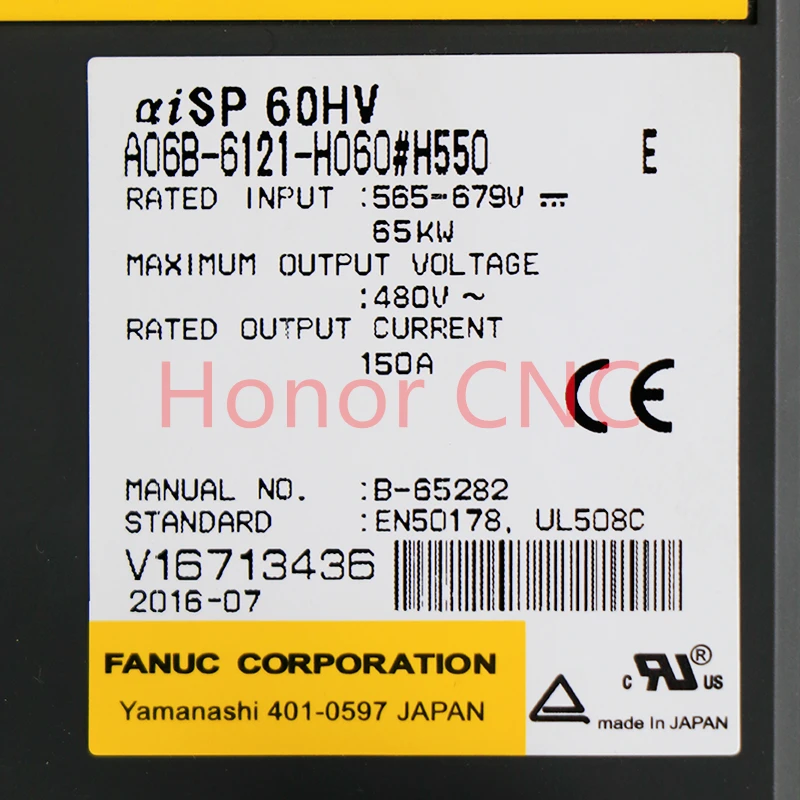 αiSP 60HV
A06B-6121-H060#H550 E
RATED INPUT :565-679V ⎓
65KW
MAXIMUM OUTPUT VOLTAGE
:480V ~
RATED OUTPUT CURRENT
150A
Honor CNC
CE
MANUAL NO. :B-65282
STANDARD :EN50178, UL508C
V16713436
2016-07
FANUC CORPORATION
Yamanashi 401-0597 JAPAN
c RU® US
made In JAPAN